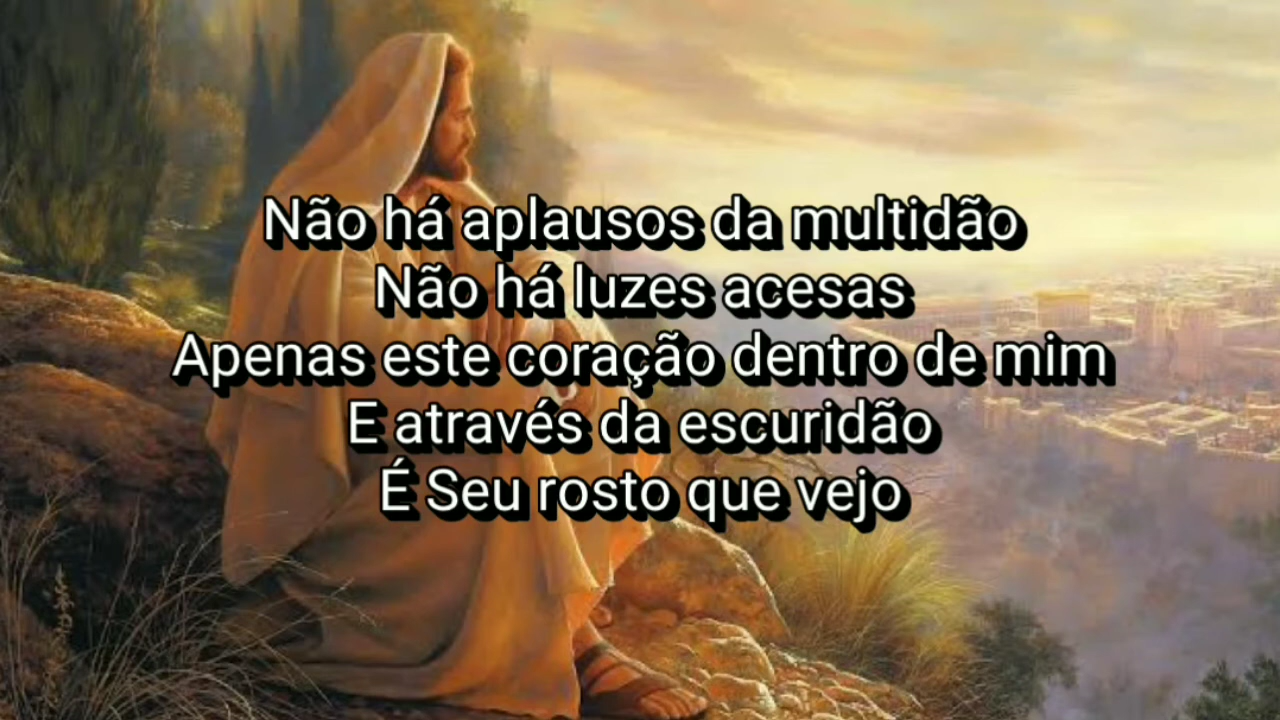 Não há aplausos da multidão
Não há luzes acesas
Apenas este coração dentro de mim
E através da escuridão
É Seu rosto que vejo